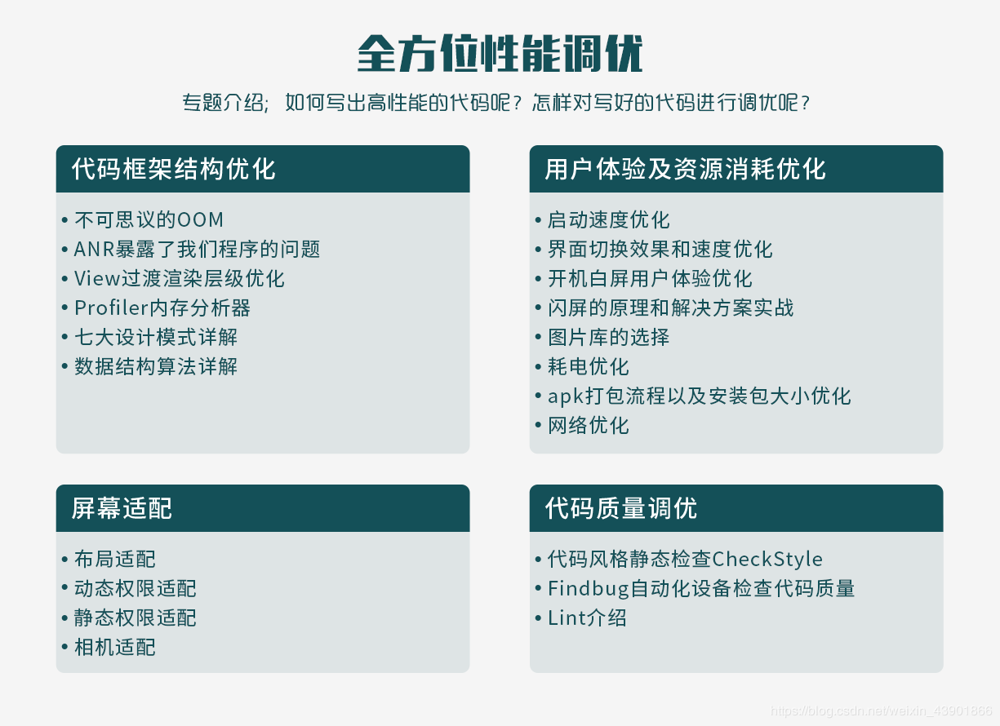 全方位性能调优
专题介绍；如何写出高性能的代码呢？怎样对写好的代码进行调优呢？
代码框架结构优化
• 不可思议的OOM
• ANR暴露了我们程序的问题
• View过渡渲染层级优化
• Profiler内存分析器
• 七大设计模式详解
• 数据结构算法详解
用户体验及资源消耗优化
• 启动速度优化
• 界面切换效果和速度优化
• 开机白屏用户体验优化
• 闪屏的原理和解决方案实战
• 图片库的选择
• 耗电优化
• apk打包流程以及安装包大小优化
• 网络优化
屏幕适配
• 布局适配
• 动态权限适配
• 静态权限适配
• 相机适配
代码质量调优
• 代码风格静态检查CheckStyle
• Findbug自动化设备检查代码质量
• Lint介绍
https://blog.csdn.net/weixin_43901866